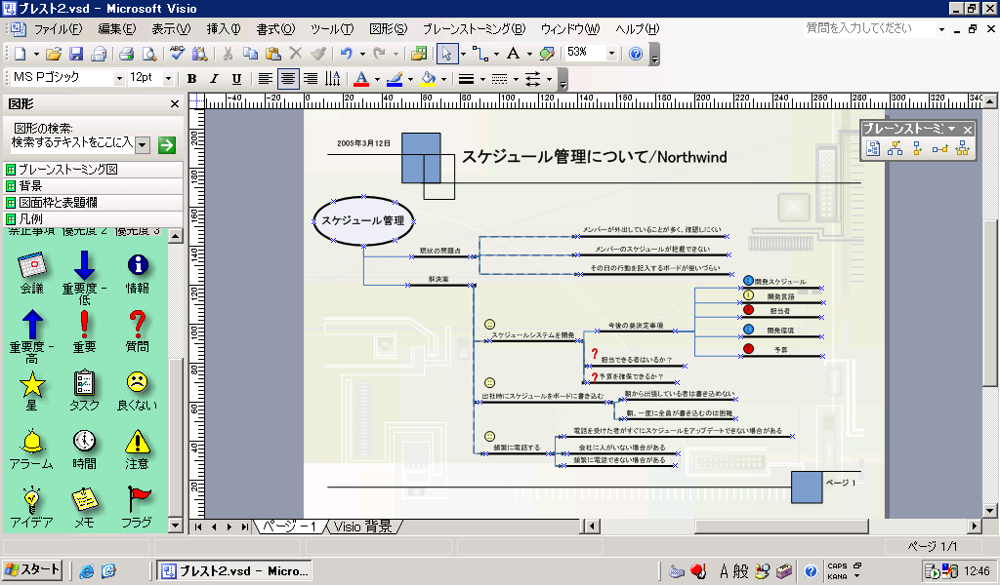 ブレスト2.vsd - Microsoft Visio
ファイル(F) 編集(E) 表示(V) 挿入(I) 書式(O) ツール(T) 図形(S) ブレーンストーミング(B) ウィンドウ(W) ヘルプ(H) 質問を入力してください
53%
MS Pゴシック 12pt B I U
図形
図形の検索:
検索するテキストをここに入
ブレーンストーミング図
背景
図面枠と表題欄
凡例
禁止事項 優先度 2 優先度 3
会議 重要度 - 低 情報
重要度 - 高 重要 質問
星 タスク 良くない
アラーム 時間 注意
アイデア メモ フラグ
-40 -20 0 20 40 60 80 100 120 140 160 180 200 220 240 260 280 300 320 340
200
180
160
140
120
100
80
60
40
20
ブレーンストーミ
2005年3月12日
スケジュール管理について/Northwind
スケジュール管理
現状の問題点
メンバーが外出していることが多く、確認しにくい
メンバーのスケジュールが把握できない
その日の行動を記入するボードが使いづらい
解決案
スケジュールシステムを開発
今後の要決定事項
開発スケジュール
開発言語
担当者
開発環境
予算
担当できる者はいるか?
予算を確保できるか?
出社時にスケジュールをボードに書き込む
朝から出張している者は書き込めない
朝、一度に全員が書き込むのは困難
頻繁に電話する
電話を受けた者がすぐにスケジュールをアップデートできない場合がある
会社に人がいない場合がある
頻繁に電話できない場合がある
ページ 1
ページ - 1 Visio 背景
ページ 1/1
スタート
ブレスト2.vsd - Micro...
A 般
CAPS
KANA
12:46